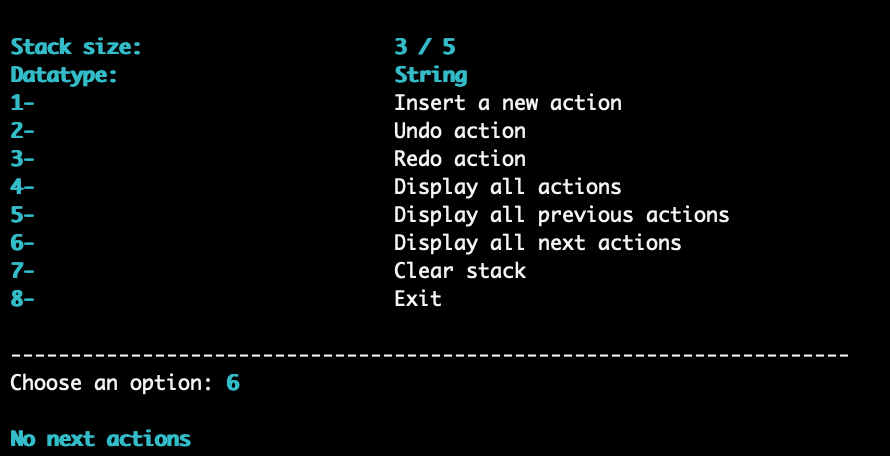 Stack size: 3 / 5
Datatype: String
1- Insert a new action
2- Undo action
3- Redo action
4- Display all actions
5- Display all previous actions
6- Display all next actions
7- Clear stack
8- Exit
----------------------------------------------------------------------
Choose an option: 6
No next actions